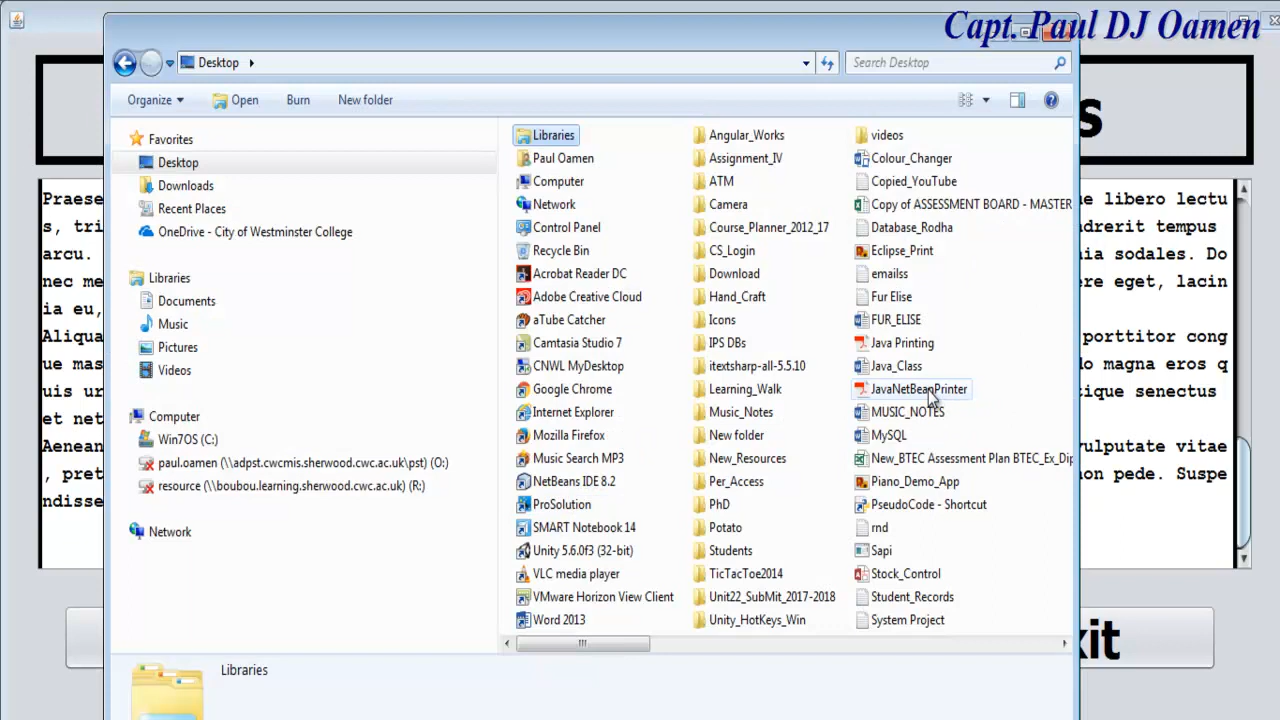 Capt. Paul DJ Oamen
Desktop
Search Desktop
Organize
Open
Burn
New folder
Favorites
Desktop
Downloads
Recent Places
OneDrive - City of Westminster College
Libraries
Documents
Music
Pictures
Videos
Computer
Win7OS (C:)
paul.oamen (\\adpst.cwcmis.sherwood.cwc.ac.uk\pst) (O:)
resource (\\boubou.learning.sherwood.cwc.ac.uk) (R:)
Network
Libraries
Paul Oamen
Computer
Network
Control Panel
Recycle Bin
Acrobat Reader DC
Adobe Creative Cloud
aTube Catcher
Camtasia Studio 7
CNWL MyDesktop
Google Chrome
Internet Explorer
Mozilla Firefox
Music Search MP3
NetBeans IDE 8.2
ProSolution
SMART Notebook 14
Unity 5.6.0f3 (32-bit)
VLC media player
VMware Horizon View Client
Word 2013
Angular_Works
Assignment_IV
ATM
Camera
Course_Planner_2012_17
CS_Login
Download
Hand_Craft
Icons
IPS DBs
itextsharp-all-5.5.10
Learning_Walk
Music_Notes
New folder
New_Resources
Per_Access
PhD
Potato
Students
TicTacToe2014
Unit22_SubMit_2017-2018
Unity_HotKeys_Win
videos
Colour_Changer
Copied_YouTube
Copy of ASSESSMENT BOARD - MASTER
Database_Rodha
Eclipse_Print
emailss
Fur Elise
FUR_ELISE
Java Printing
Java_Class
JavaNetBeanPrinter
MUSIC_NOTES
MySQL
New_BTEC Assessment Plan BTEC_Ex_Dip
Piano_Demo_App
PseudoCode - Shortcut
rnd
Sapi
Stock_Control
Student_Records
System Project
Libraries
s
Praese
s, tri
arcu.
nec me
ia eu,
Aliqua
ue mas
uis ur
et net
Aenean
, pret
ndisse
ue libero lectu
drerit tempus
ia sodales. Do
ere eget, lacin
porttitor cong
do magna eros q
tique senectus
vulputate vitae
non pede. Suspe
xit